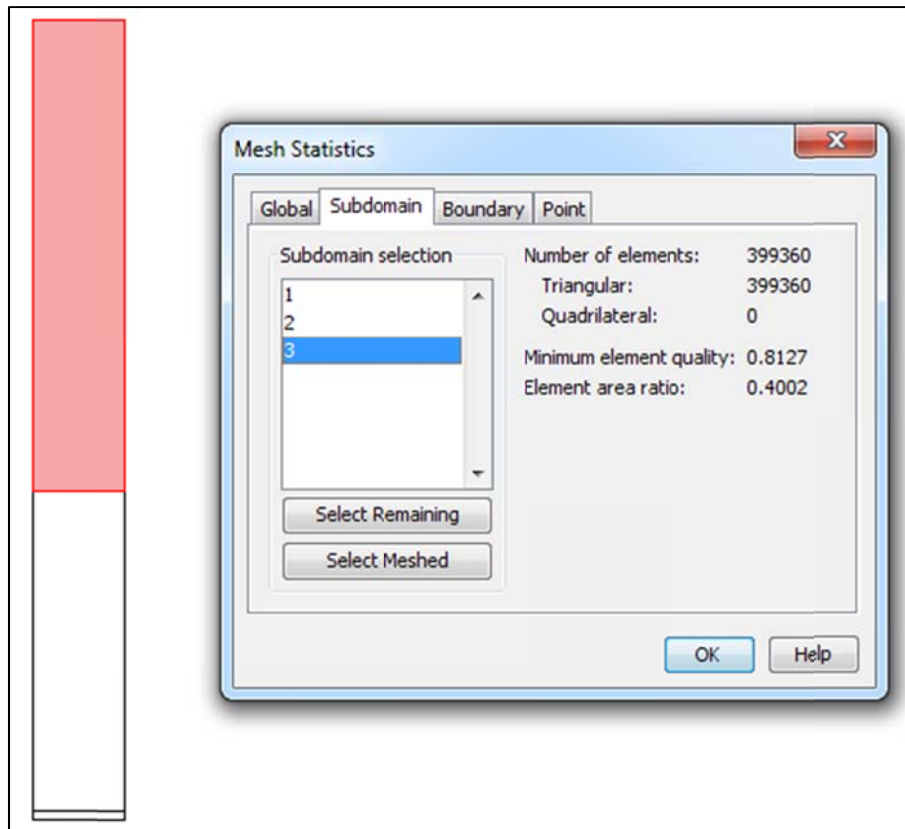 Mesh Statistics
Global Subdomain Boundary Point
Subdomain selection
1
2
3
Select Remaining
Select Meshed
Number of elements: 399360
Triangular: 399360
Quadrilateral: 0
Minimum element quality: 0.8127
Element area ratio: 0.4002
OK Help